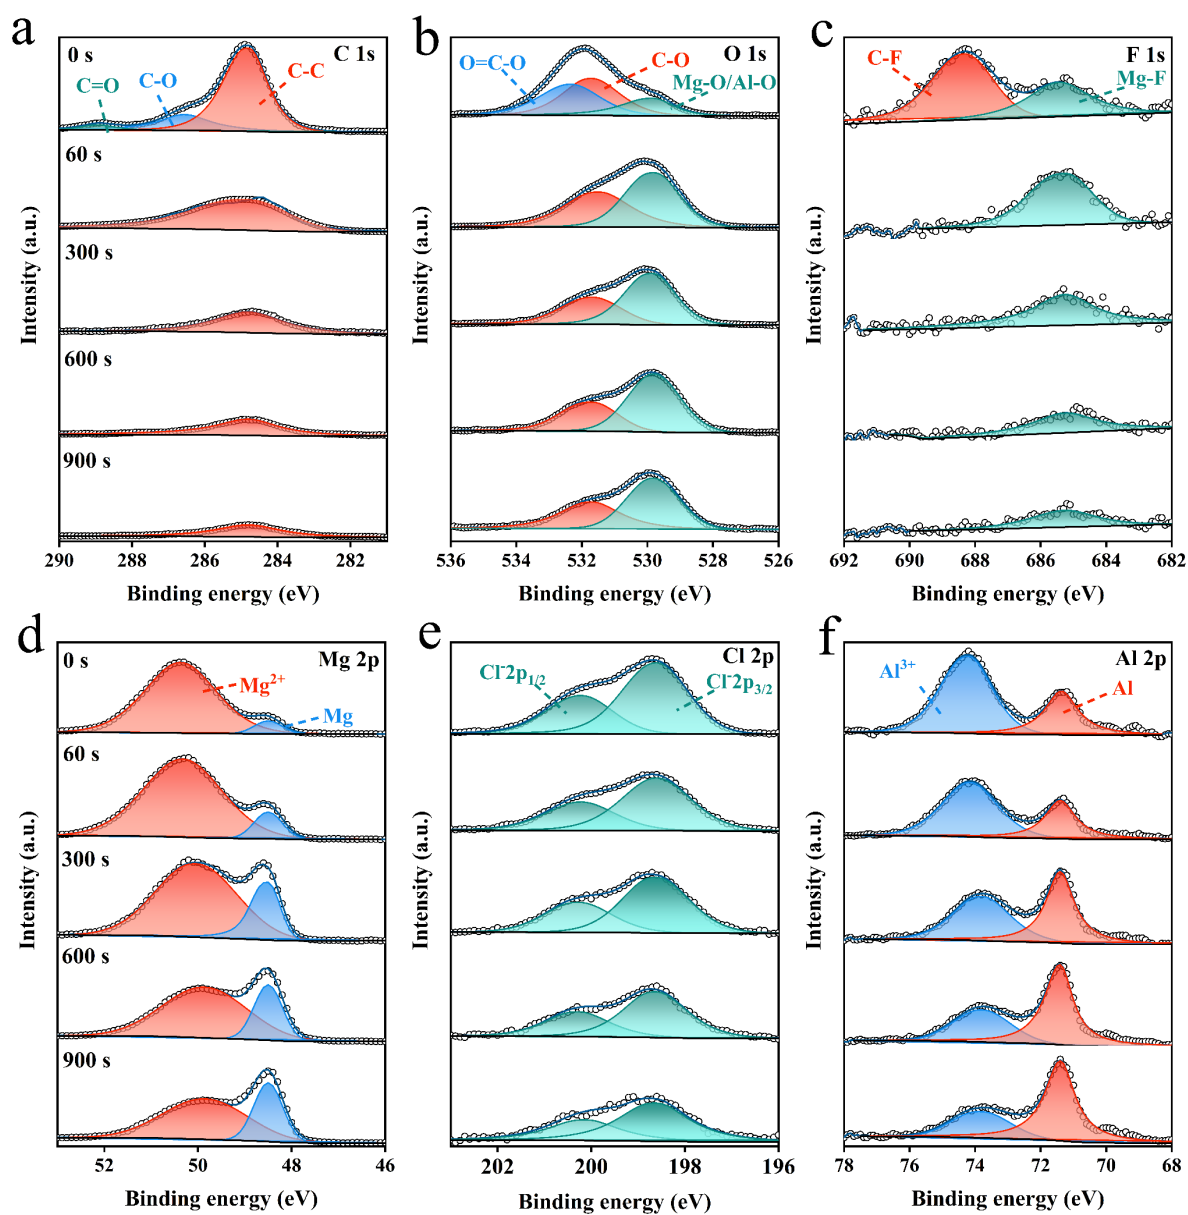 a
0 s
C 1s
C=O
C-O
C-C
60 s
300 s
600 s
900 s
290 288 286 284 282
Binding energy (eV)
Intensity (a.u.)
b
O 1s
O=C-O
C-O
Mg-O/Al-O
536 534 532 530 528 526
Binding energy (eV)
Intensity (a.u.)
c
F 1s
C-F
Mg-F
692 690 688 686 684 682
Binding energy (eV)
Intensity (a.u.)
d
0 s
Mg 2p
Mg²⁺
Mg
60 s
300 s
600 s
900 s
52 50 48 46
Binding energy (eV)
Intensity (a.u.)
e
Cl 2p
Cl⁻2p₁/₂
Cl⁻2p₃/₂
202 200 198 196
Binding energy (eV)
Intensity (a.u.)
f
Al 2p
Al³⁺
Al
78 76 74 72 70 68
Binding energy (eV)
Intensity (a.u.)